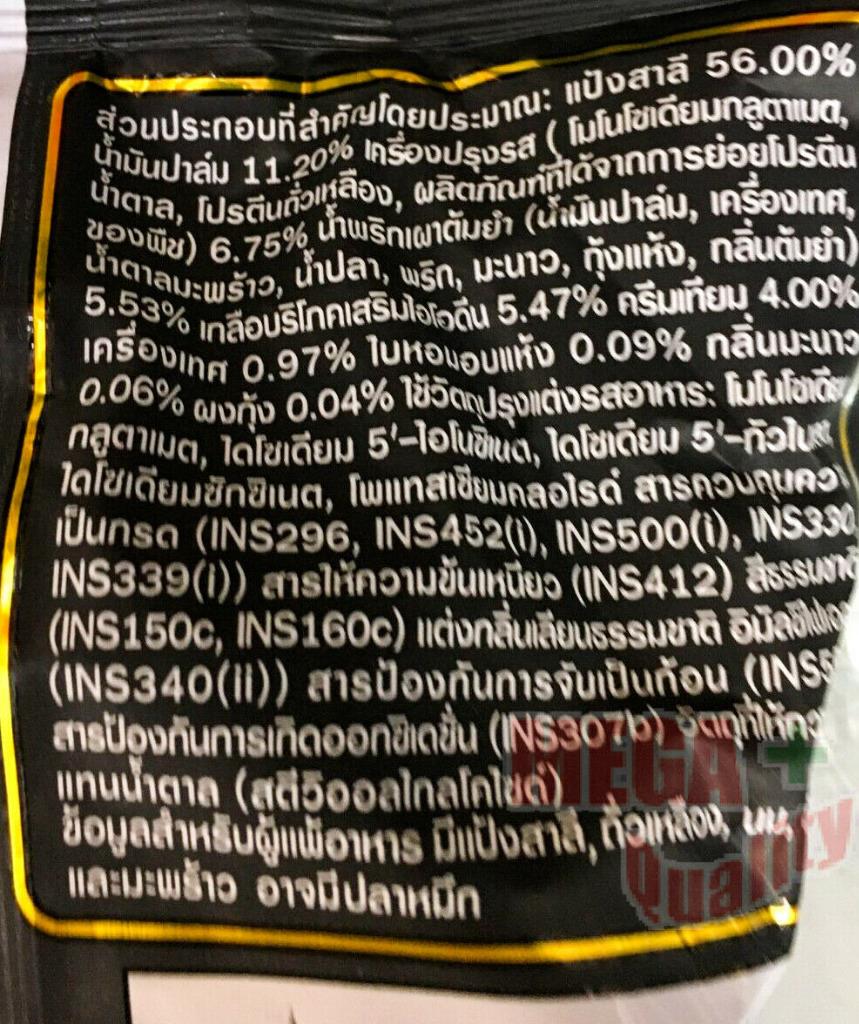 ส่วนประกอบที่สำคัญโดยประมาณ: แป้งสาลี 56.00%
น้ำมันปาล์ม 11.20% เครื่องปรุงรส ( โมโนโซเดียมกลูตาเมต,
น้ำตาล, โปรตีนถั่วเหลือง, ผลิตภัณฑ์ที่ได้จากการย่อยโปรตีน
ของพืช) 6.75% น้ำพริกเผาต้มยำ (น้ำมันปาล์ม, เครื่องเทศ,
น้ำตาลมะพร้าว, น้ำปลา, พริก, มะนาว, กุ้งแห้ง, กลิ่นต้มยำ)
5.53% เกลือบริโภคเสริมไอโอดีน 5.47% ครีมเทียม 4.00%
เครื่องเทศ 0.97% ใบหอมอบแห้ง 0.09% กลิ่นมะนาว
0.06% ผงกุ้ง 0.04% ใช้วัตถุปรุงแต่งรสอาหาร: โมโนโซเดีย
กลูตาเมต, ไดโซเดียม 5'-ไอโนซิเนต, ไดโซเดียม 5'-กัวไน
ไดโซเดียมซักซิเนต, โพแทสเซียมคลอไรด์ สารควบคุมคว
เป็นกรด (INS296, INS452(i), INS500(i), INS330
INS339(i)) สารให้ความข้นเหนียว (INS412) สีธรรมชาติ
(INS150c, INS160c) แต่งกลิ่นเลียนธรรมชาติ อิมัลซิไฟเ
(INS340(ii)) สารป้องกันการจับเป็นก้อน (INS5
สารป้องกันการเกิดออกซิเดชั่น (INS307b) วัตถุที่ให้คว
แทนน้ำตาล (สตีวิออลไกลโคไซด์)
ข้อมูลสำหรับผู้แพ้อาหาร มีแป้งสาลี, ถั่วเหลือง, นม,
และมะพร้าว อาจมีปลาหมึก
MEGA+
Quality